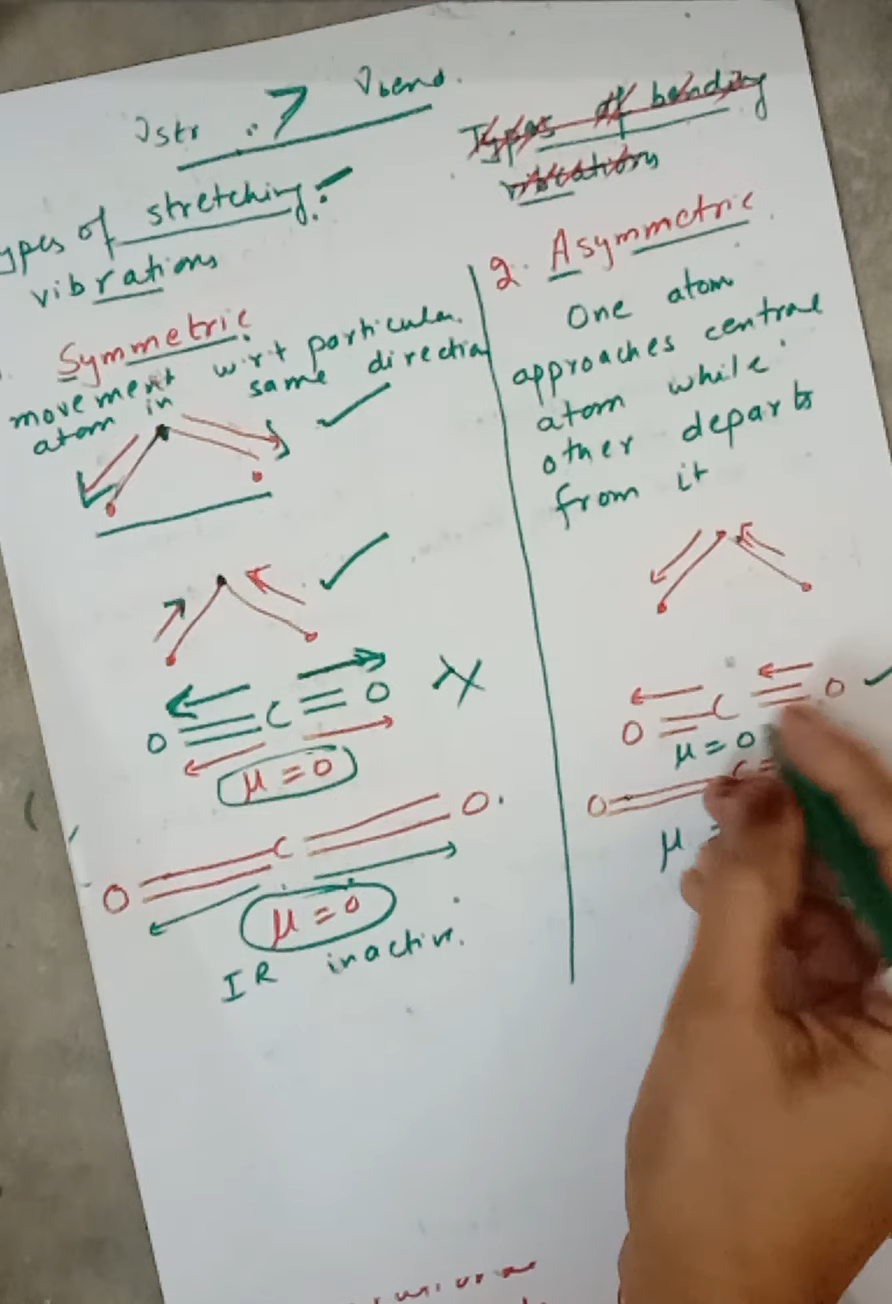 νstr > νbend.
Types of bending
vibrations
ypes of stretching:
vibrations
Symmetric
movement w.r.t particular
atom in same direction
O C O
μ = 0
O C O.
μ = 0
IR inactive.
2. Asymmetric
One atom
approaches central
atom while
other departs
from it
O C O
μ = 0
O C
μ